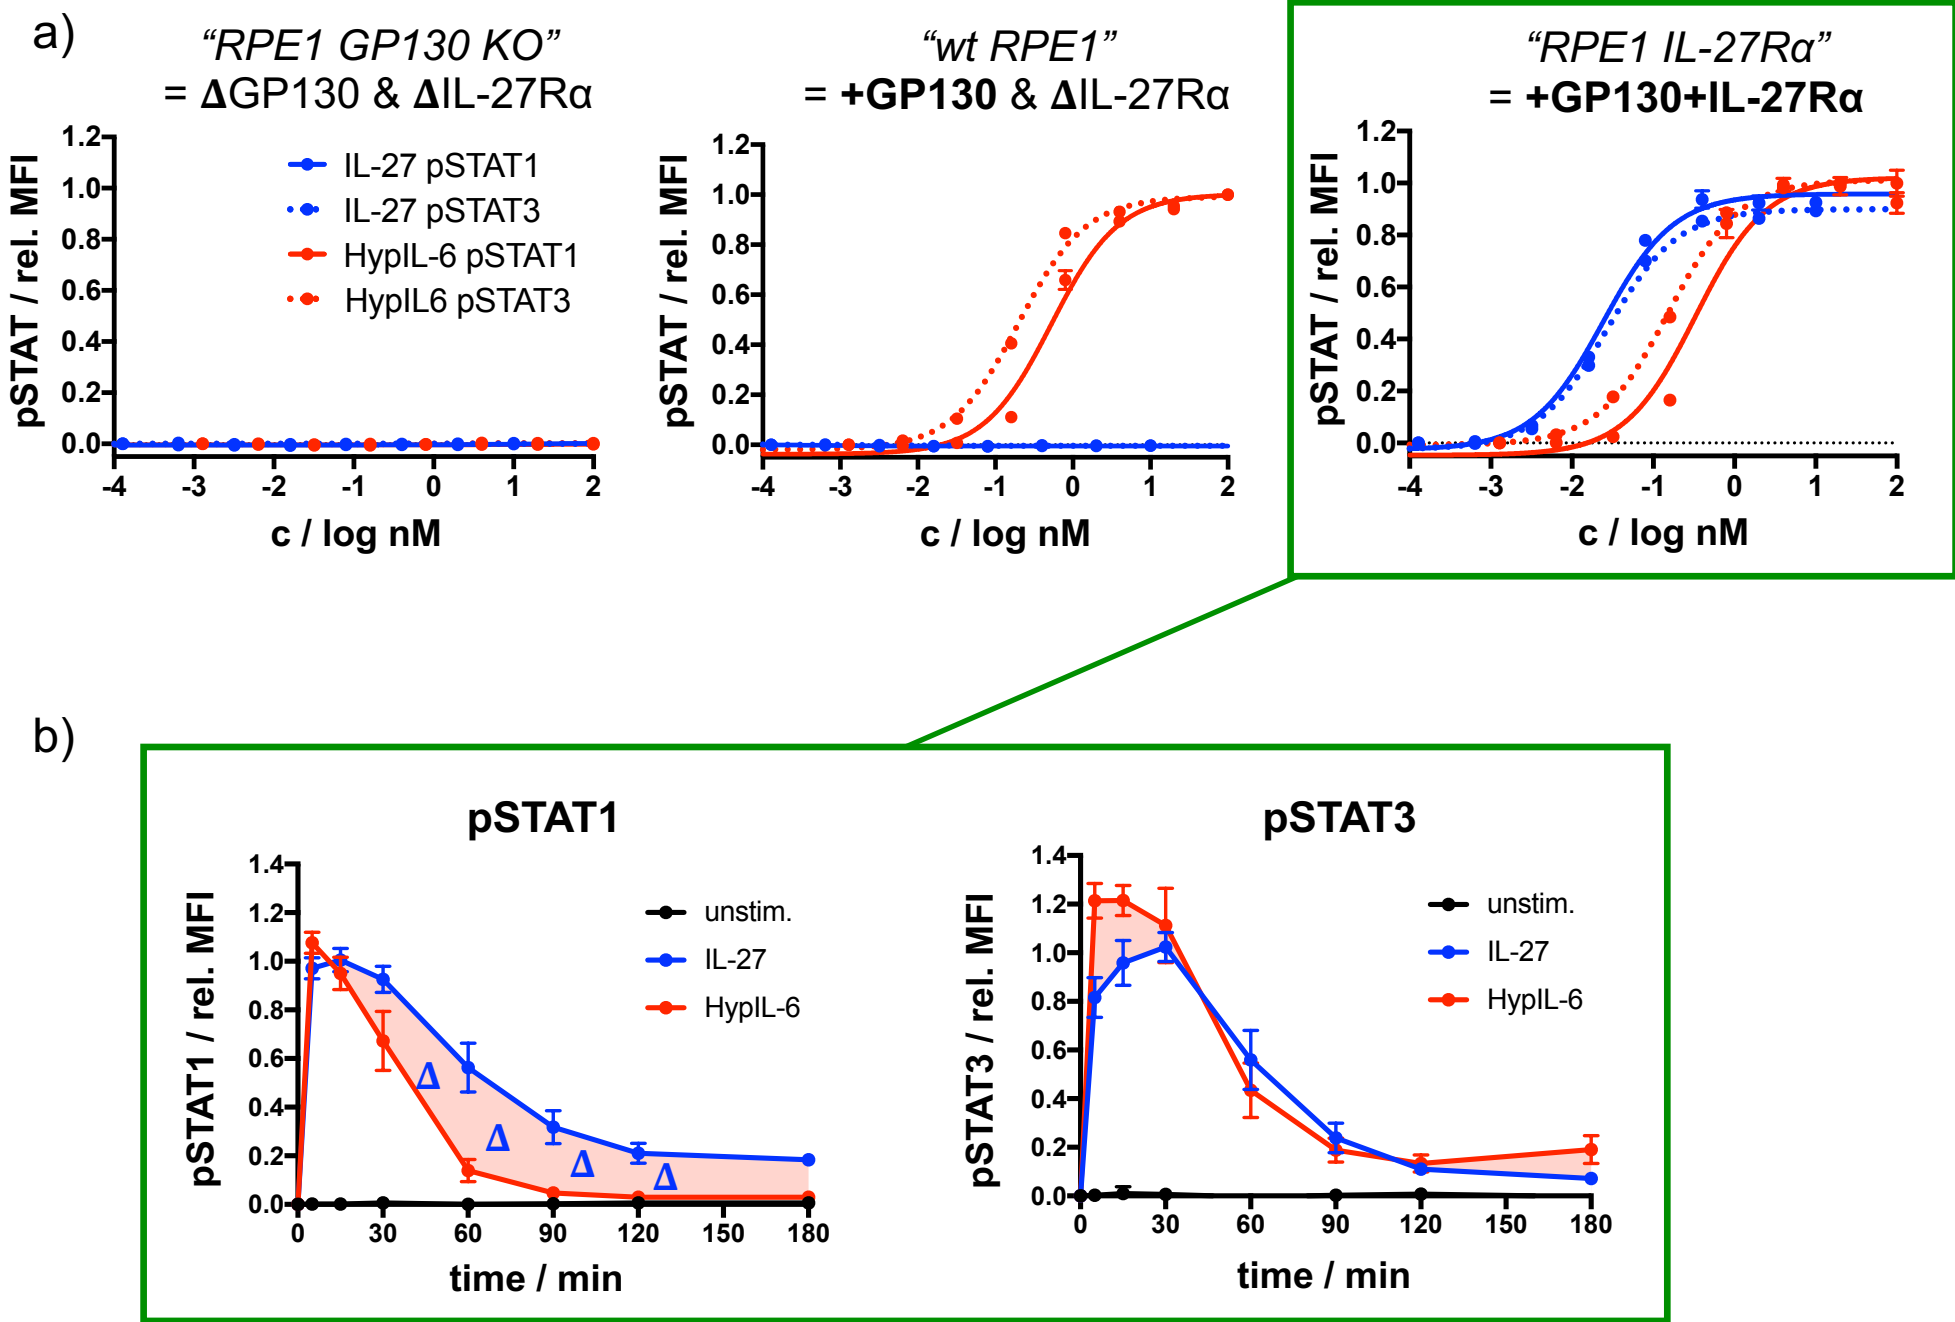 a)
“RPE1 GP130 KO”
= ΔGP130 & ΔIL-27Rα
pSTAT / rel. MFI
1.2
1.0
0.8
0.6
0.4
0.2
0.0
IL-27 pSTAT1
IL-27 pSTAT3
HypIL-6 pSTAT1
HypIL6 pSTAT3
-4 -3 -2 -1 0 1 2
c / log nM
“wt RPE1”
= +GP130 & ΔIL-27Rα
pSTAT / rel. MFI
1.2
1.0
0.8
0.6
0.4
0.2
0.0
-4 -3 -2 -1 0 1 2
c / log nM
“RPE1 IL-27Rα”
= +GP130+IL-27Rα
pSTAT / rel. MFI
1.2
1.0
0.8
0.6
0.4
0.2
0.0
-4 -3 -2 -1 0 1 2
c / log nM
b)
pSTAT1
pSTAT1 / rel. MFI
1.4
1.2
1.0
0.8
0.6
0.4
0.2
0.0
unstim.
IL-27
HypIL-6
Δ
Δ
Δ
Δ
0 30 60 90 120 150 180
time / min
pSTAT3
pSTAT3 / rel. MFI
1.4
1.2
1.0
0.8
0.6
0.4
0.2
0.0
unstim.
IL-27
HypIL-6
0 30 60 90 120 150 180
time / min